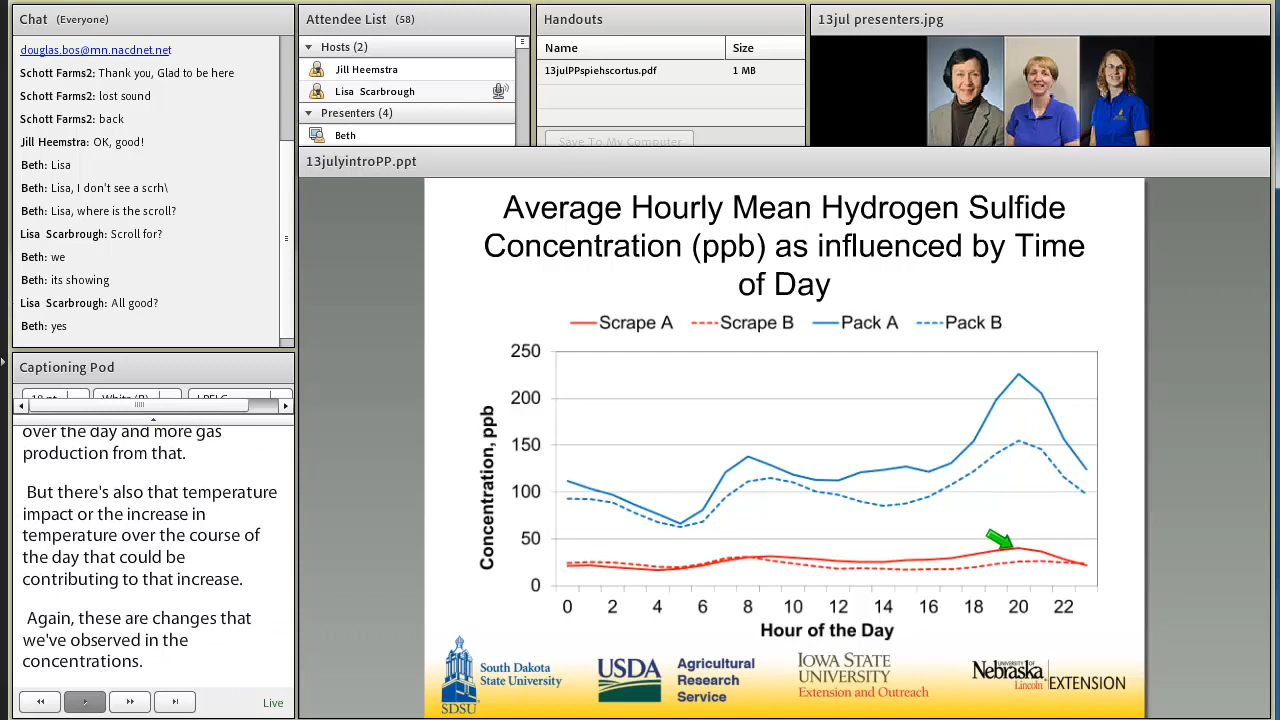 Chat (Everyone)
douglas.bos@mn.nacdnet.net
Schott Farms2: Thank you, Glad to be here
Schott Farms2: lost sound
Schott Farms2: back
Jill Heemstra: OK, good!
Beth: Lisa
Beth: Lisa, I don't see a scrh\
Beth: Lisa, where is the scroll?
Lisa Scarbrough: Scroll for?
Beth: we
Beth: its showing
Lisa Scarbrough: All good?
Beth: yes
Captioning Pod
over the day and more gas
production from that.
But there's also that temperature
impact or the increase in
temperature over the course of
the day that could be
contributing to that increase.
Again, these are changes that
we've observed in the
concentrations.
Live
Attendee List (58)
Hosts (2)
Jill Heemstra
Lisa Scarbrough
Presenters (4)
Beth
Handouts
Name Size
13julPPspiehscortus.pdf 1 MB
Save To My Computer
13jul presenters.jpg
13julyintroPP.ppt
Average Hourly Mean Hydrogen Sulfide
Concentration (ppb) as influenced by Time
of Day
Scrape A Scrape B Pack A Pack B
250
200
150
100
50
0
Concentration, ppb
0 2 4 6 8 10 12 14 16 18 20 22
Hour of the Day
SDSU
South Dakota
State University
USDA
Agricultural
Research
Service
IOWA STATE
UNIVERSITY
Extension and Outreach
UNIVERSITY OF
Nebraska
Lincoln
EXTENSION